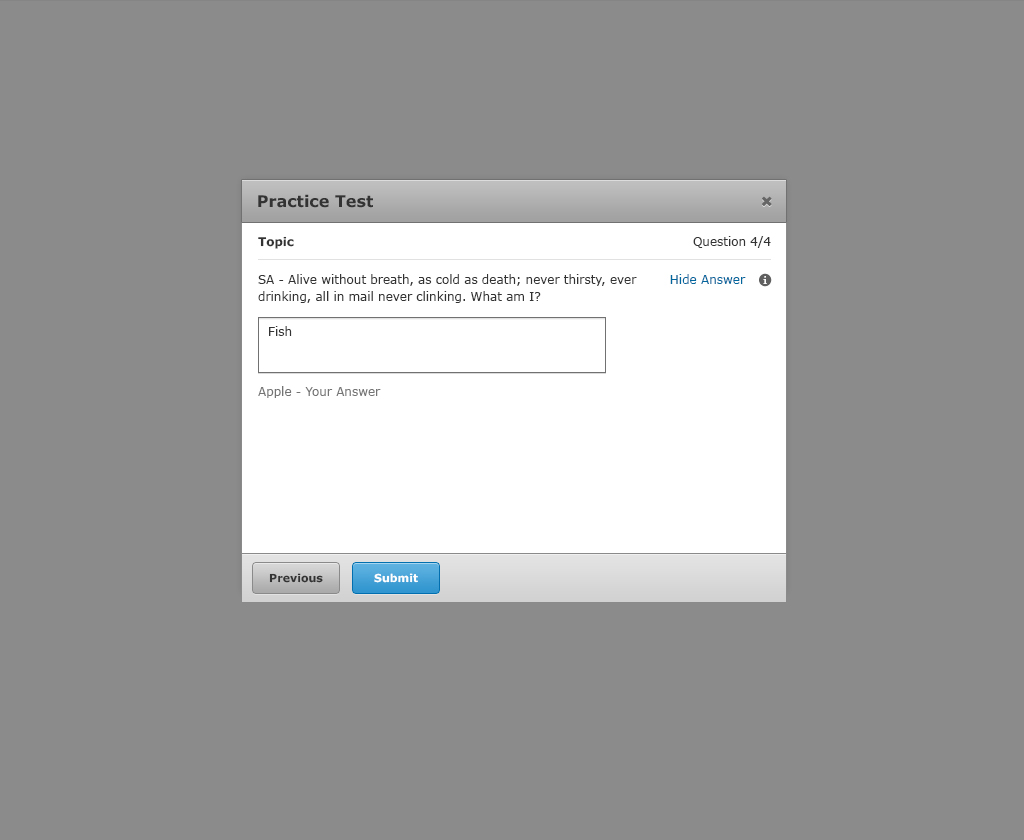 Practice Test
Topic
Question 4/4
SA - Alive without breath, as cold as death; never thirsty, ever
drinking, all in mail never clinking. What am I?
Hide Answer
Fish
Apple - Your Answer
Previous
Submit